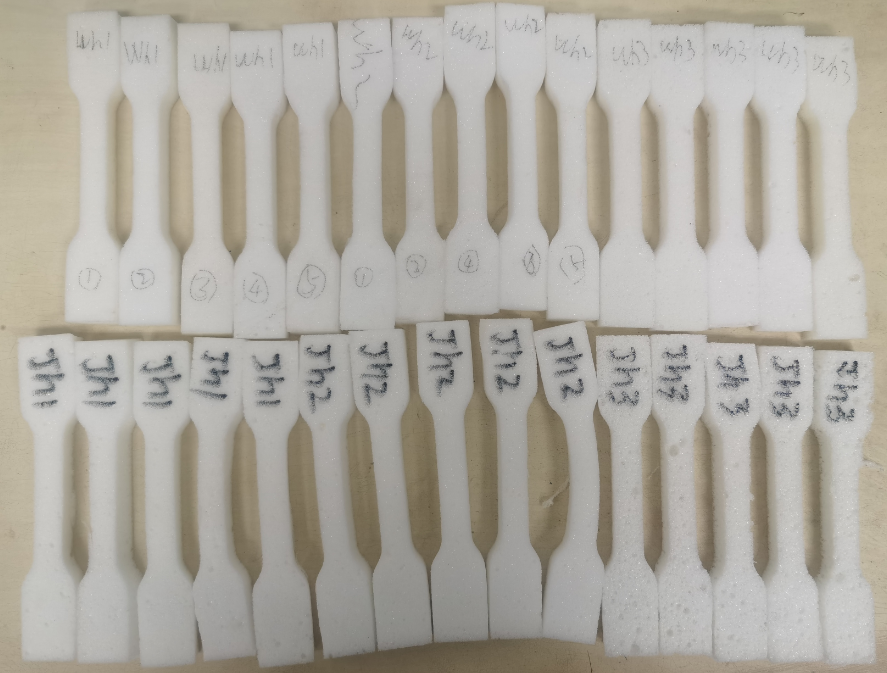 Wh1 Wh1 Wh1 Wh1 Wh1 Wh2 Wh2 Wh2 Wh2 Wh2 Wh3 Wh3 Wh3 Wh3 Wh3
① ② ③ ④ ⑤ ① ② ④
Jh1 Jh1 Jh1 Jh1 Jh1 Jh2 Jh2 Jh2 Jh2 Jh2 Jh3 Jh3 Jh3 Jh3 Jh3